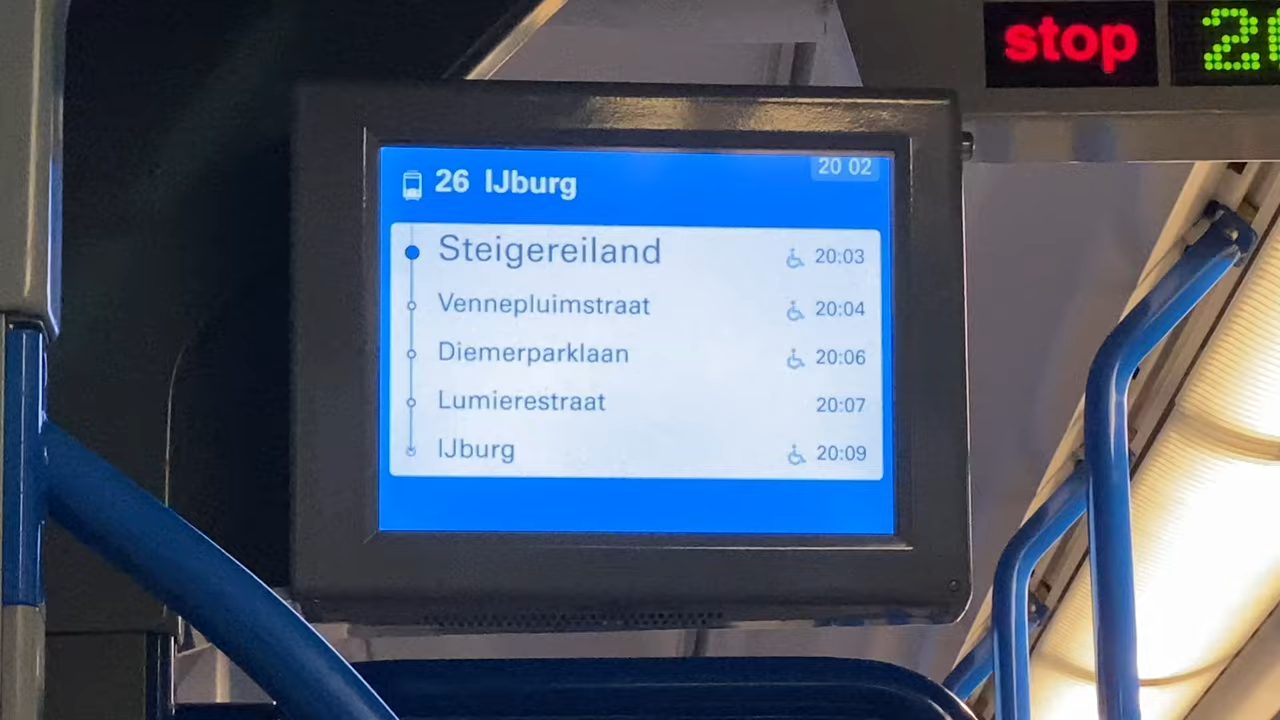 stop
20 02
26 IJburg
Steigereiland 20:03
Vennepluimstraat 20:04
Diemerparklaan 20:06
Lumierestraat 20:07
IJburg 20:09